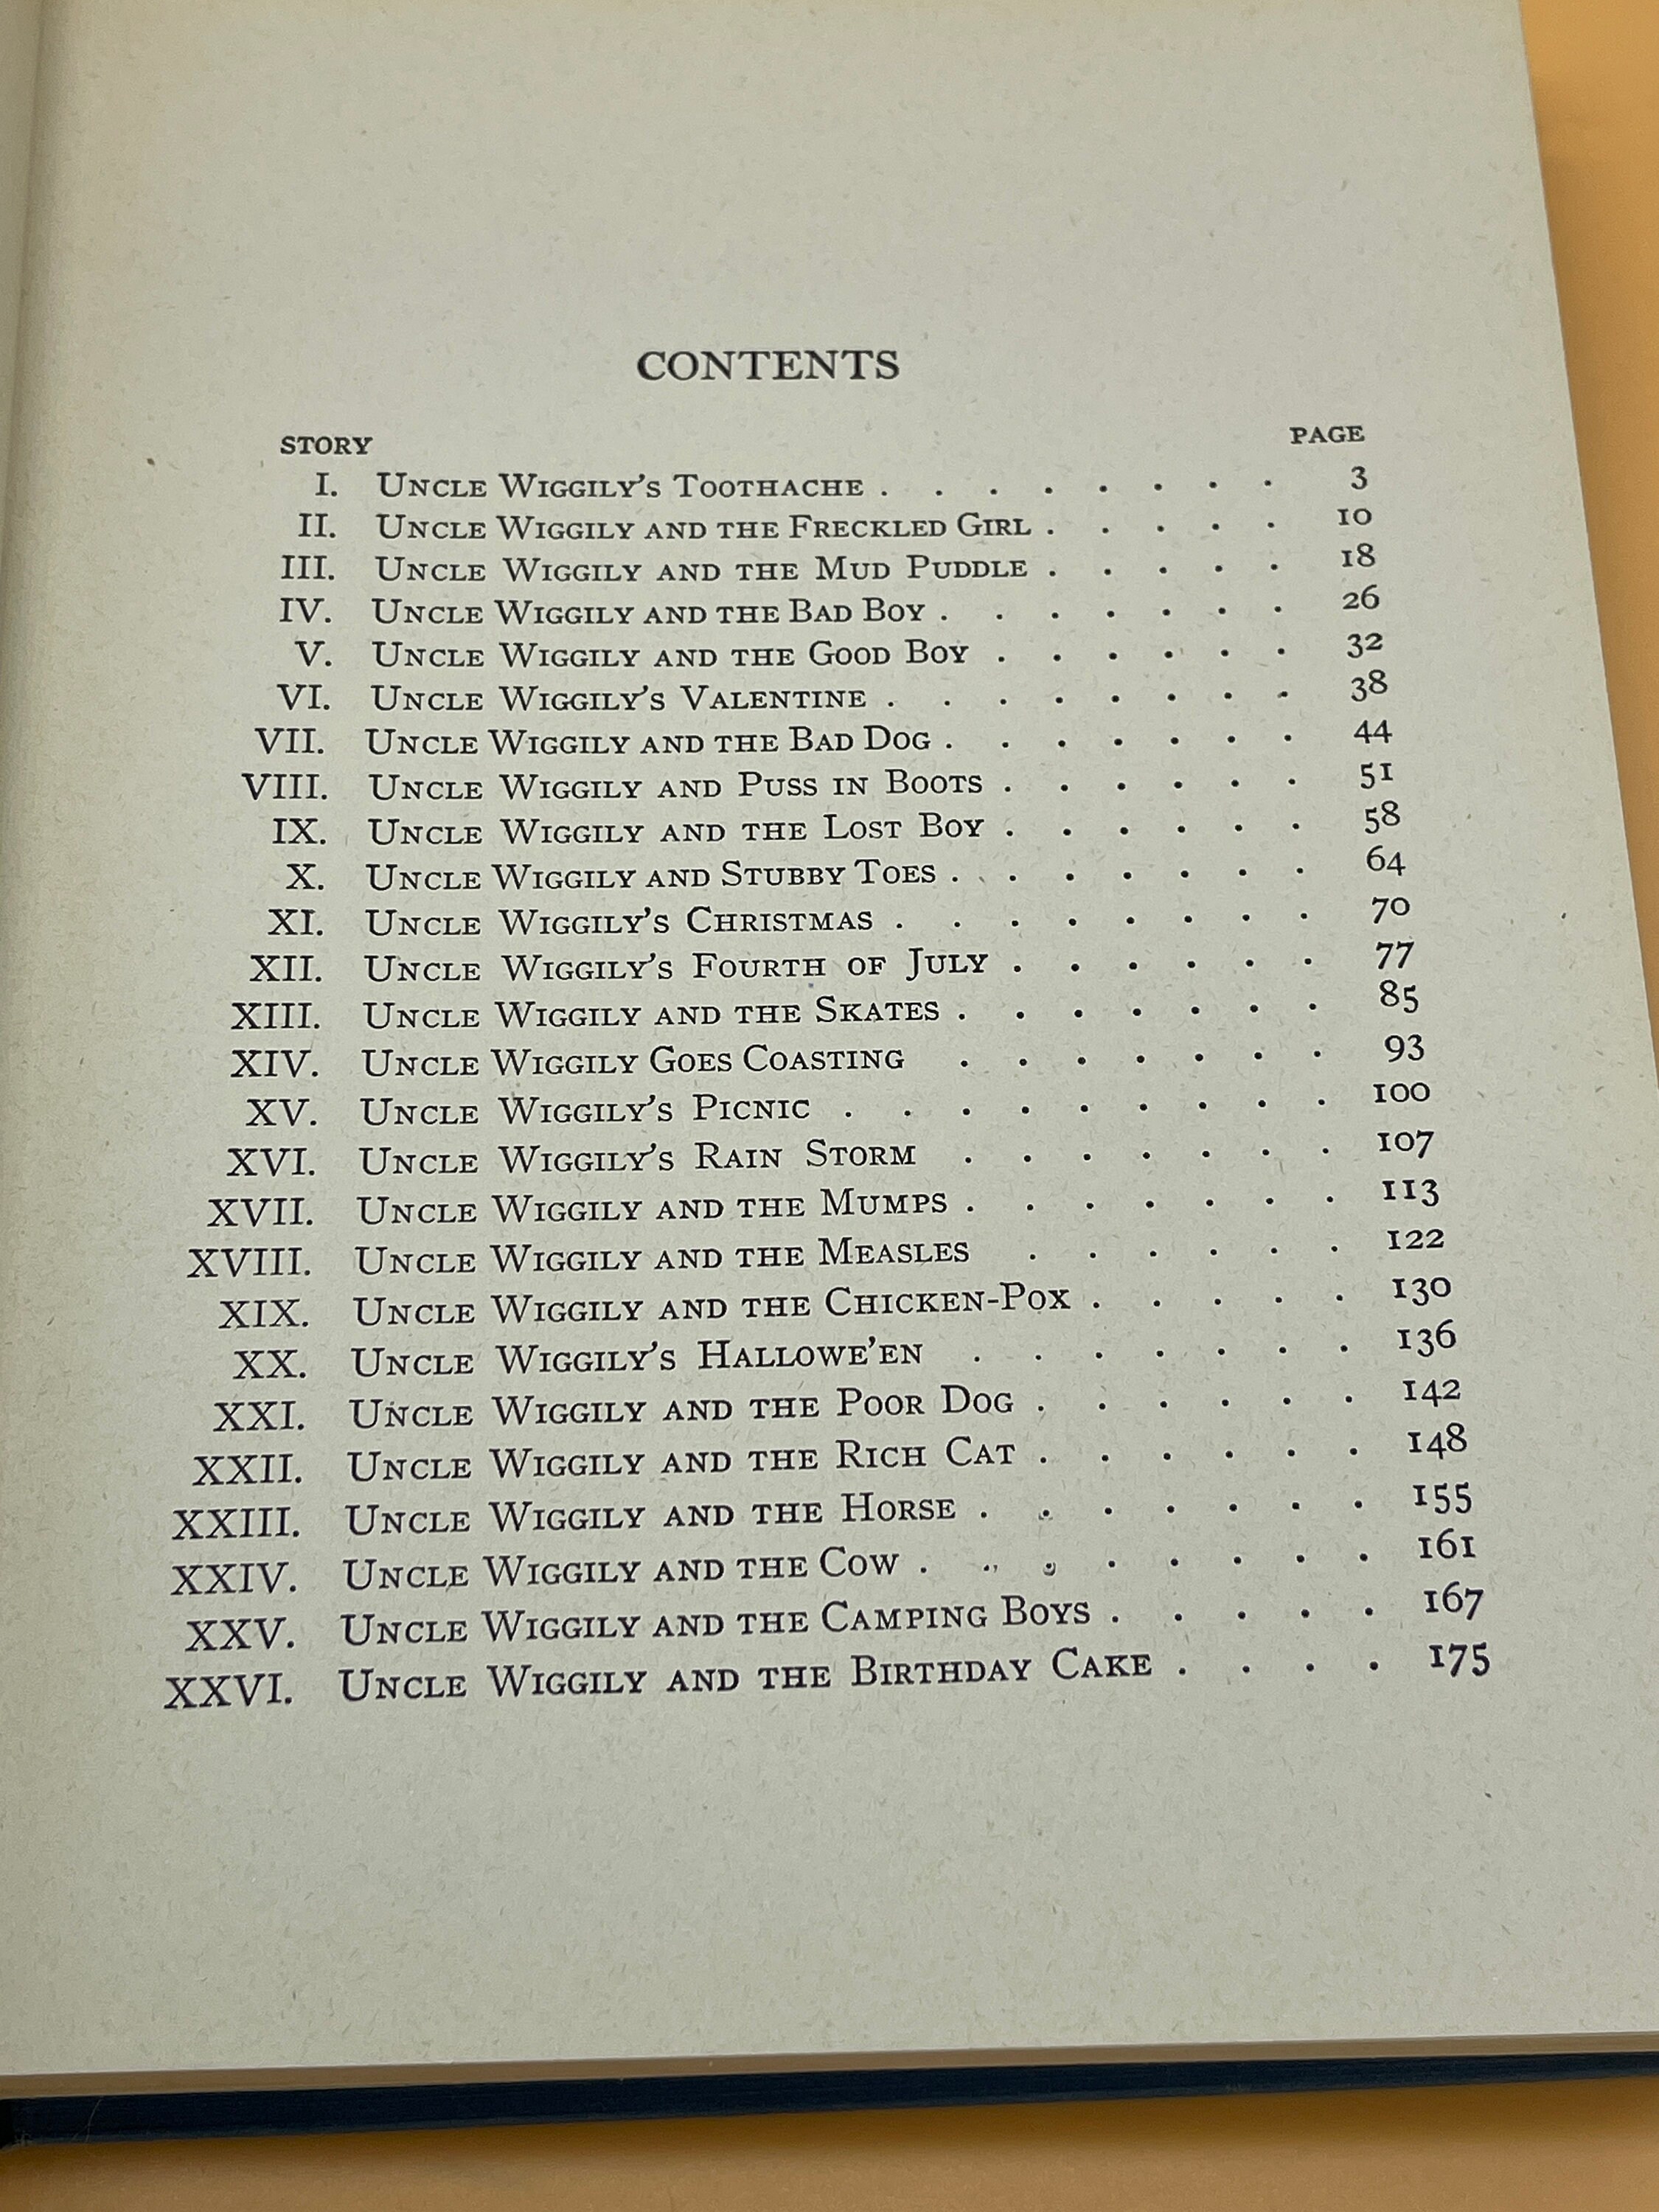 CONTENTS
STORY PAGE
I. UNCLE WIGGILY'S TOOTHACHE . . . . . . . . 3
II. UNCLE WIGGILY AND THE FRECKLED GIRL . . . . . 10
III. UNCLE WIGGILY AND THE MUD PUDDLE . . . . . 18
IV. UNCLE WIGGILY AND THE BAD BOY . . . . . . . 26
V. UNCLE WIGGILY AND THE GOOD BOY . . . . . . 32
VI. UNCLE WIGGILY'S VALENTINE . . . . . . . . 38
VII. UNCLE WIGGILY AND THE BAD DOG . . . . . . . 44
VIII. UNCLE WIGGILY AND PUSS IN BOOTS . . . . . . 51
IX. UNCLE WIGGILY AND THE LOST BOY . . . . . . 58
X. UNCLE WIGGILY AND STUBBY TOES . . . . . . . 64
XI. UNCLE WIGGILY'S CHRISTMAS . . . . . . . . 70
XII. UNCLE WIGGILY'S FOURTH OF JULY . . . . . . 77
XIII. UNCLE WIGGILY AND THE SKATES . . . . . . . 85
XIV. UNCLE WIGGILY GOES COASTING . . . . . . . 93
XV. UNCLE WIGGILY'S PICNIC . . . . . . . . . 100
XVI. UNCLE WIGGILY'S RAIN STORM . . . . . . . 107
XVII. UNCLE WIGGILY AND THE MUMPS . . . . . . . 113
XVIII. UNCLE WIGGILY AND THE MEASLES . . . . . . 122
XIX. UNCLE WIGGILY AND THE CHICKEN-POX . . . . . 130
XX. UNCLE WIGGILY'S HALLOWE'EN . . . . . . . 136
XXI. UNCLE WIGGILY AND THE POOR DOG . . . . . . 142
XXII. UNCLE WIGGILY AND THE RICH CAT . . . . . . 148
XXIII. UNCLE WIGGILY AND THE HORSE . . . . . . . 155
XXIV. UNCLE WIGGILY AND THE COW . . . . . . . . 161
XXV. UNCLE WIGGILY AND THE CAMPING BOYS . . . . . 167
XXVI. UNCLE WIGGILY AND THE BIRTHDAY CAKE . . . . 175